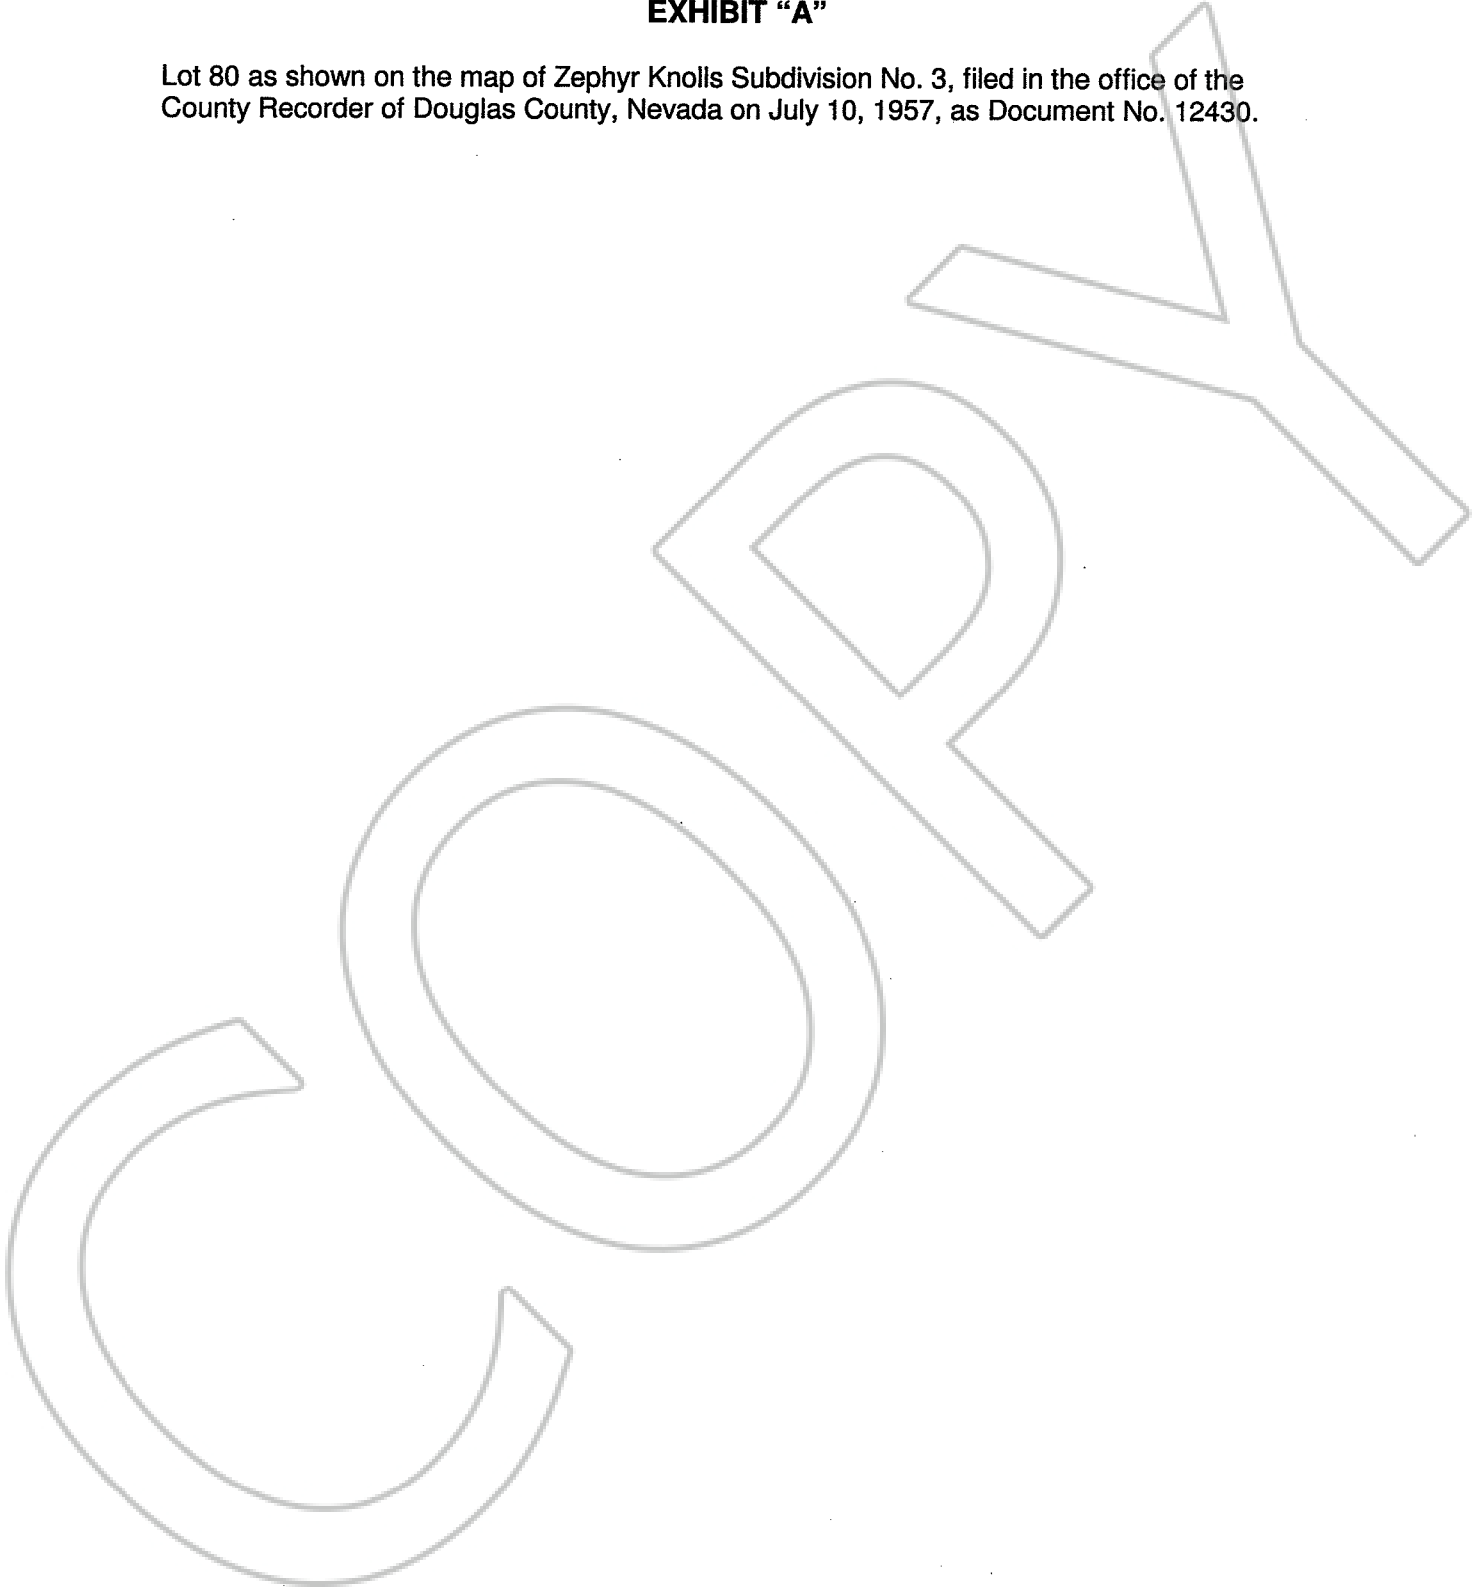 EXHIBIT “A”
Lot 80 as shown on the map of Zephyr Knolls Subdivision No. 3, filed in the office of the
County Recorder of Douglas County, Nevada on July 10, 1957, as Document No. 12430.
COPY